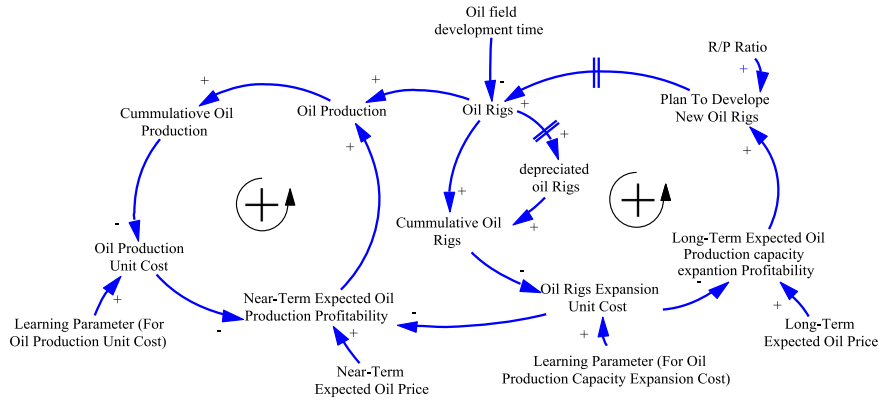 Oil field
development time
R/P Ratio
+
-
+
+
Cummulatiove Oil
Production
Oil Production
+
Oil Rigs
+
Plan To Develope
New Oil Rigs
+
+
+
depreciated
oil Rigs
+
Cummulative Oil
Rigs
+
-
Oil Production
Unit Cost
+
Long-Term Expected Oil
Production capacity
expantion Profitability
-
Oil Rigs Expansion
Unit Cost
-
+
Near-Term Expected Oil
Production Profitability
-
-
+
+
Learning Parameter (For
Oil Production Unit Cost)
Long-Term
Expected Oil Price
Near-Term
Expected Oil Price
Learning Parameter (For Oil
Production Capacity Expansion Cost)